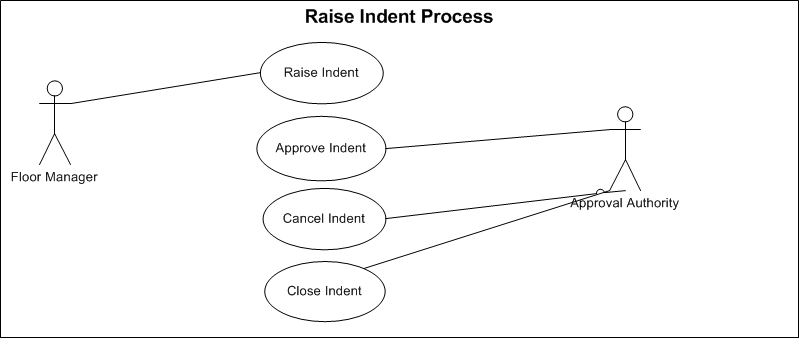 Raise Indent Process
Raise Indent
Approve Indent
Floor Manager
Approval Authority
Cancel Indent
Close Indent